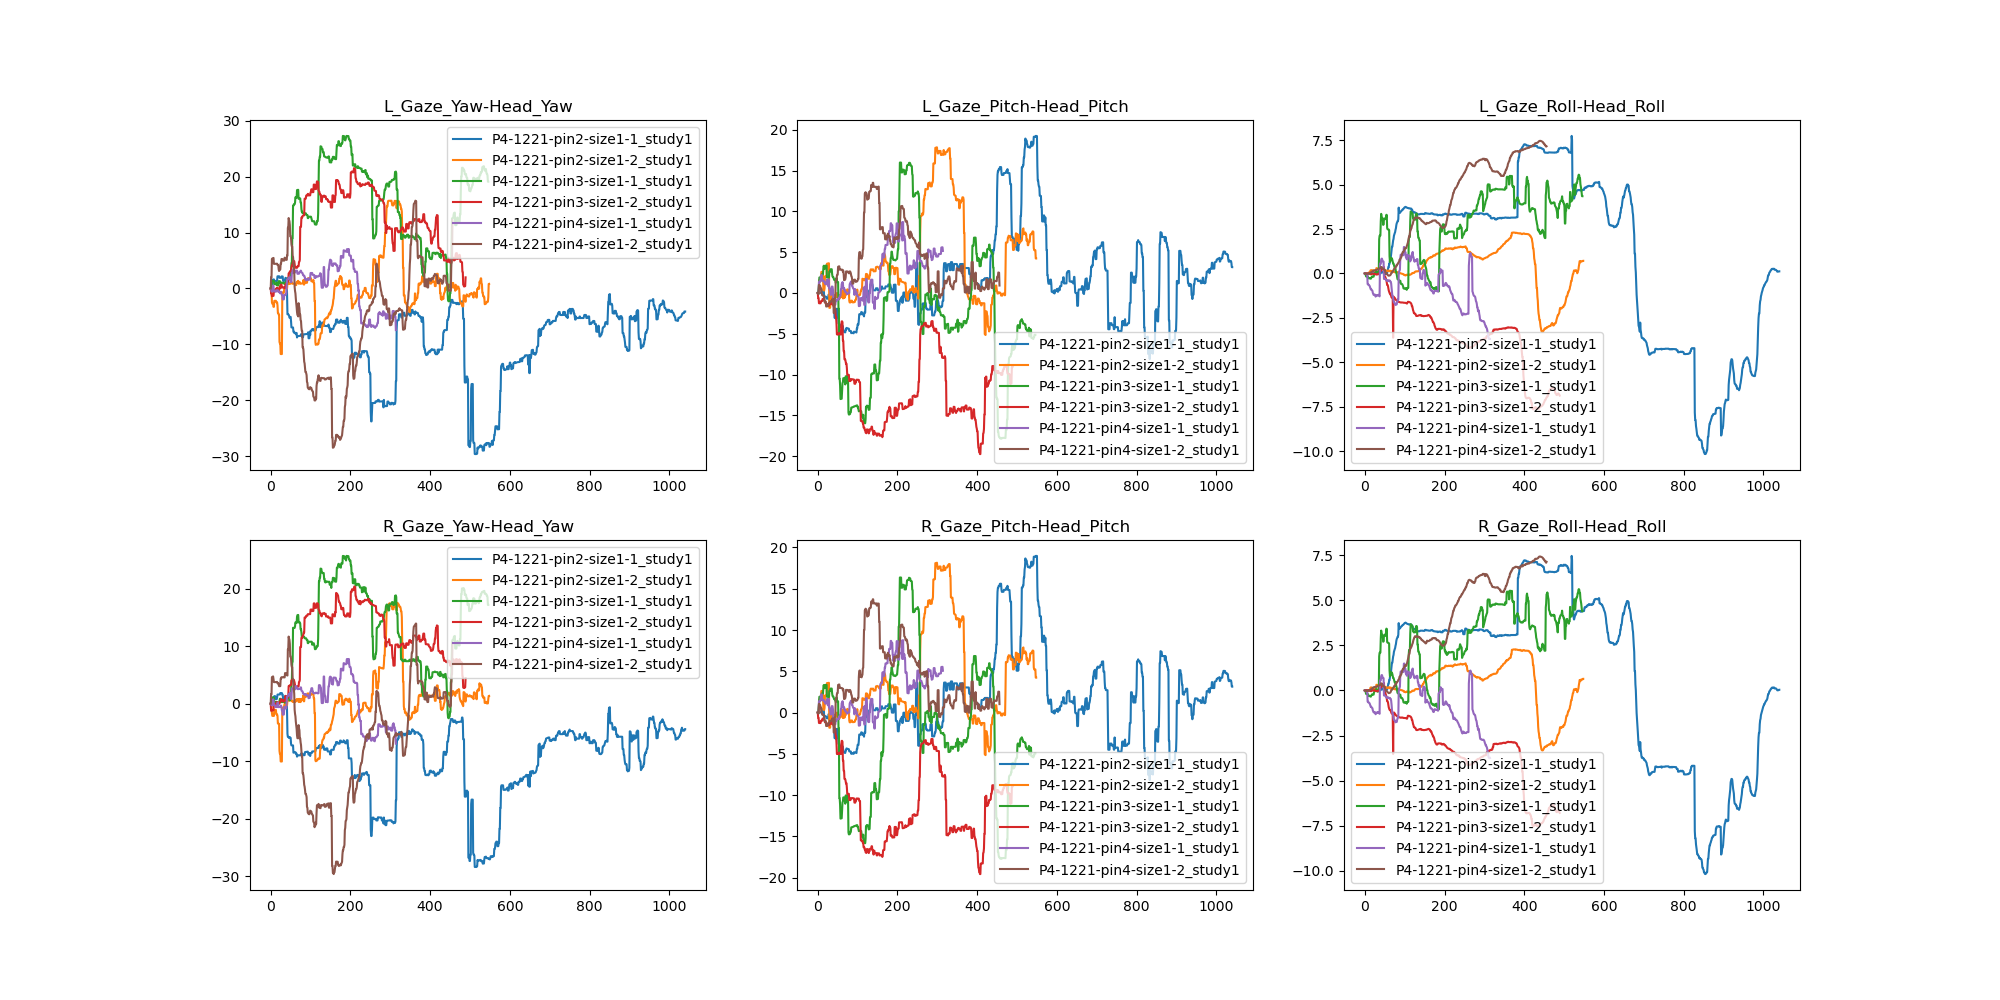 L_Gaze_Yaw-Head_Yaw
30
20
10
0
−10
−20
−30
0 200 400 600 800 1000
P4-1221-pin2-size1-1_study1
P4-1221-pin2-size1-2_study1
P4-1221-pin3-size1-1_study1
P4-1221-pin3-size1-2_study1
P4-1221-pin4-size1-1_study1
P4-1221-pin4-size1-2_study1
L_Gaze_Pitch-Head_Pitch
20
15
10
5
0
−5
−10
−15
−20
0 200 400 600 800 1000
P4-1221-pin2-size1-1_study1
P4-1221-pin2-size1-2_study1
P4-1221-pin3-size1-1_study1
P4-1221-pin3-size1-2_study1
P4-1221-pin4-size1-1_study1
P4-1221-pin4-size1-2_study1
L_Gaze_Roll-Head_Roll
7.5
5.0
2.5
0.0
−2.5
−5.0
−7.5
−10.0
0 200 400 600 800 1000
P4-1221-pin2-size1-1_study1
P4-1221-pin2-size1-2_study1
P4-1221-pin3-size1-1_study1
P4-1221-pin3-size1-2_study1
P4-1221-pin4-size1-1_study1
P4-1221-pin4-size1-2_study1
R_Gaze_Yaw-Head_Yaw
20
10
0
−10
−20
−30
0 200 400 600 800 1000
P4-1221-pin2-size1-1_study1
P4-1221-pin2-size1-2_study1
P4-1221-pin3-size1-1_study1
P4-1221-pin3-size1-2_study1
P4-1221-pin4-size1-1_study1
P4-1221-pin4-size1-2_study1
R_Gaze_Pitch-Head_Pitch
20
15
10
5
0
−5
−10
−15
−20
0 200 400 600 800 1000
P4-1221-pin2-size1-1_study1
P4-1221-pin2-size1-2_study1
P4-1221-pin3-size1-1_study1
P4-1221-pin3-size1-2_study1
P4-1221-pin4-size1-1_study1
P4-1221-pin4-size1-2_study1
R_Gaze_Roll-Head_Roll
7.5
5.0
2.5
0.0
−2.5
−5.0
−7.5
−10.0
0 200 400 600 800 1000
P4-1221-pin2-size1-1_study1
P4-1221-pin2-size1-2_study1
P4-1221-pin3-size1-1_study1
P4-1221-pin3-size1-2_study1
P4-1221-pin4-size1-1_study1
P4-1221-pin4-size1-2_study1